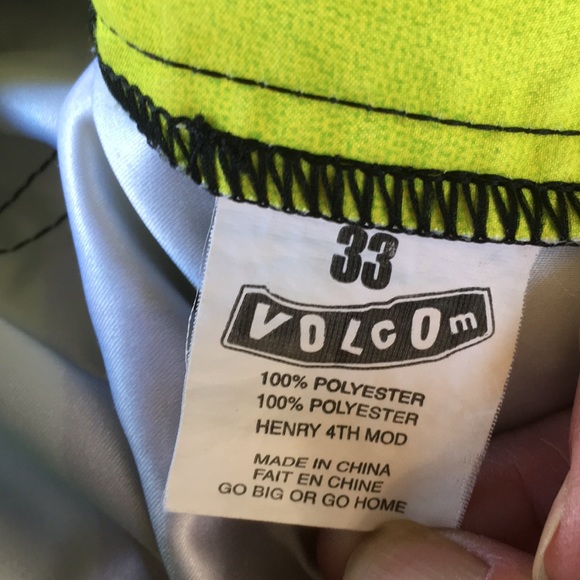 33
VOLCOm
100% POLYESTER
100% POLYESTER
HENRY 4TH MOD
MADE IN CHINA
FAIT EN CHINE
GO BIG OR GO HOME